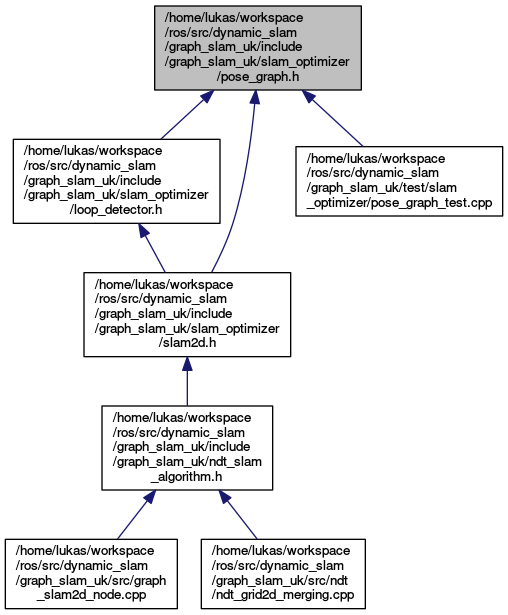 /home/lukas/workspace
/ros/src/dynamic_slam
/graph_slam_uk/include
/graph_slam_uk/slam_optimizer
/pose_graph.h
/home/lukas/workspace
/ros/src/dynamic_slam
/graph_slam_uk/include
/graph_slam_uk/slam_optimizer
/loop_detector.h
/home/lukas/workspace
/ros/src/dynamic_slam
/graph_slam_uk/test/slam
_optimizer/pose_graph_test.cpp
/home/lukas/workspace
/ros/src/dynamic_slam
/graph_slam_uk/include
/graph_slam_uk/slam_optimizer
/slam2d.h
/home/lukas/workspace
/ros/src/dynamic_slam
/graph_slam_uk/include
/graph_slam_uk/ndt_slam
_algorithm.h
/home/lukas/workspace
/ros/src/dynamic_slam
/graph_slam_uk/src/graph
_slam2d_node.cpp
/home/lukas/workspace
/ros/src/dynamic_slam
/graph_slam_uk/src/ndt
/ndt_grid2d_merging.cpp